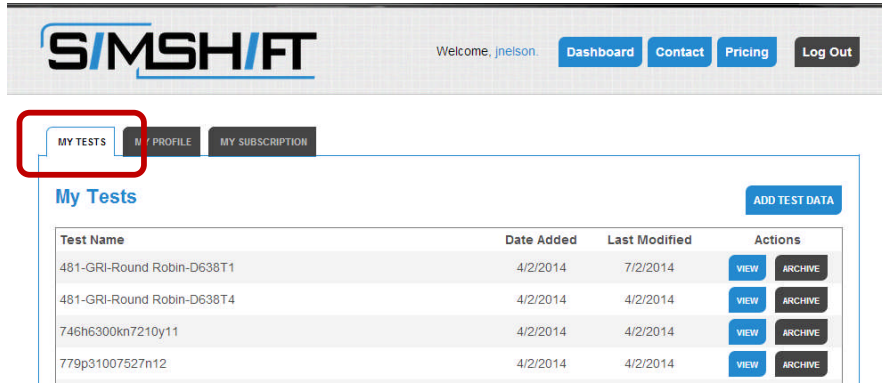 SIMSHIFT
Welcome, jnelson. Dashboard Contact Pricing Log Out
MY TESTS MY PROFILE MY SUBSCRIPTION
My Tests ADD TEST DATA
Test Name Date Added Last Modified Actions
481-GRI-Round Robin-D638T1 4/2/2014 7/2/2014 VIEW ARCHIVE
481-GRI-Round Robin-D638T4 4/2/2014 4/2/2014 VIEW ARCHIVE
746h6300kn7210y11 4/2/2014 4/2/2014 VIEW ARCHIVE
779p31007527n12 4/2/2014 4/2/2014 VIEW ARCHIVE